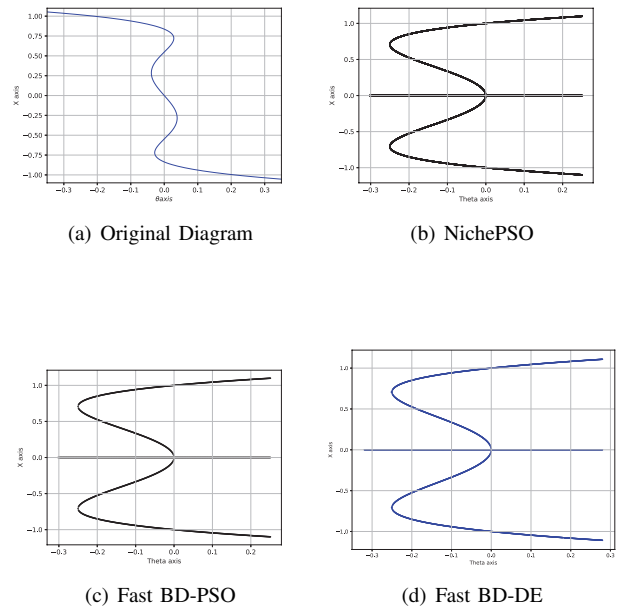 1.00
0.75
0.50
0.25
0.00
−0.25
−0.50
−0.75
−1.00
X axis
−0.3 −0.2 −0.1 0.0 0.1 0.2 0.3
θaxis
(a) Original Diagram
1.0
0.5
0.0
−0.5
−1.0
X axis
−0.3 −0.2 −0.1 0.0 0.1 0.2
Theta axis
(b) NichePSO
1.0
0.5
0.0
−0.5
−1.0
X axis
−0.3 −0.2 −0.1 0.0 0.1 0.2
Theta axis
(c) Fast BD-PSO
1.0
0.5
0.0
−0.5
−1.0
X axis
−0.3 −0.2 −0.1 0.0 0.1 0.2 0.3
Theta axis
(d) Fast BD-DE